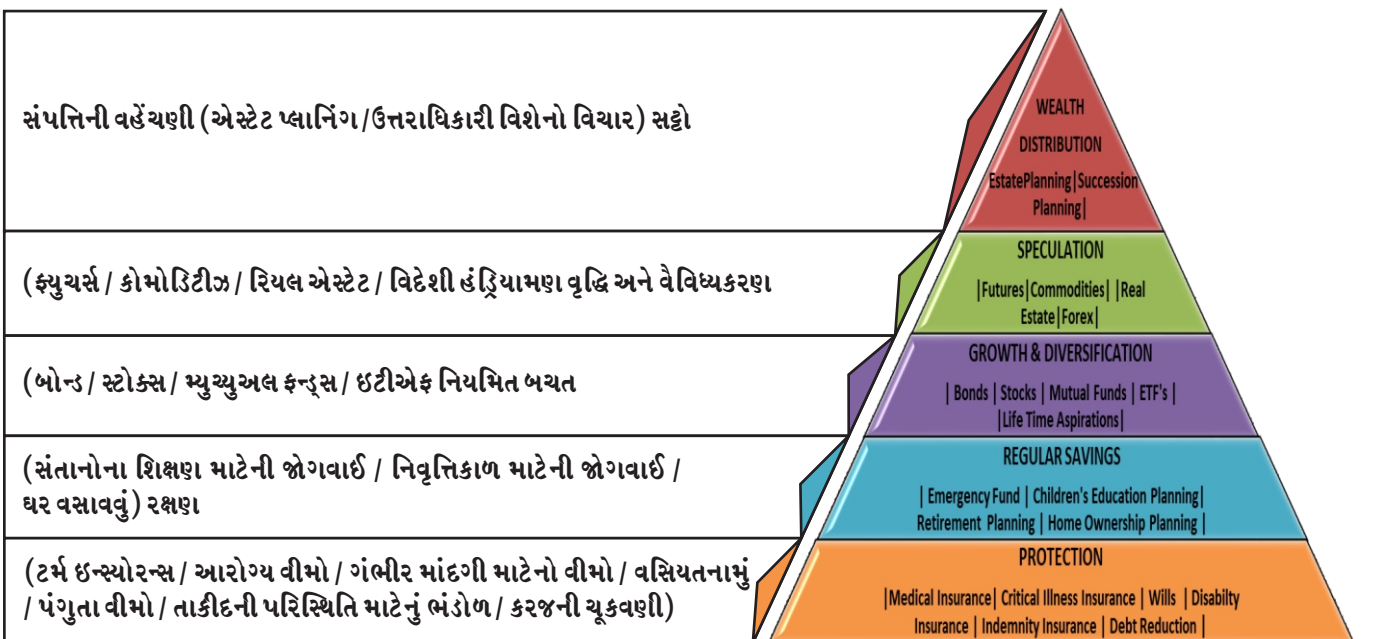 સંપત્તિની વહેંચણી (એસ્ટેટ પ્લાનિંગ/ઉત્તરાધિકારી વિશેનો વિચાર) સટ્ટો
(ફ્યુચર્સ / કોમોડિટીઝ / રિયલ એસ્ટેટ / વિદેશી હંડ્રિયામણ વૃદ્ધિ અને વૈવિધ્યકરણ
(બોન્ડ / સ્ટોક્સ / મ્યુચ્યુઅલ ફન્ડ્સ / ઇટીએફ નિયમિત બચત
(સંતાનોના શિક્ષણ માટેની જોગવાઈ / નિવૃત્તિકાળ માટેની જોગવાઈ /
ઘર વસાવવું) રક્ષણ
(ટર્મ ઇન્સ્યોરન્સ / આરોગ્ય વીમો / ગંભીર માંદગી માટેનો વીમો / વસિયતનામું
/ પંગુતા વીમો / તાકીદની પરિસ્થિતિ માટેનું ભંડોળ / કરજની ચૂકવણી)
WEALTH
DISTRIBUTION
EstatePlanning|Succession
Planning|
SPECULATION
|Futures|Commodities| |Real
Estate|Forex|
GROWTH & DIVERSIFICATION
| Bonds | Stocks | Mutual Funds | ETF's |
|Life Time Aspirations|
REGULAR SAVINGS
| Emergency Fund | Children's Education Planning|
Retirement Planning | Home Ownership Planning |
PROTECTION
|Medical Insurance| Critical Illness Insurance | Wills | Disabilty
Insurance | Indemnity Insurance | Debt Reduction |